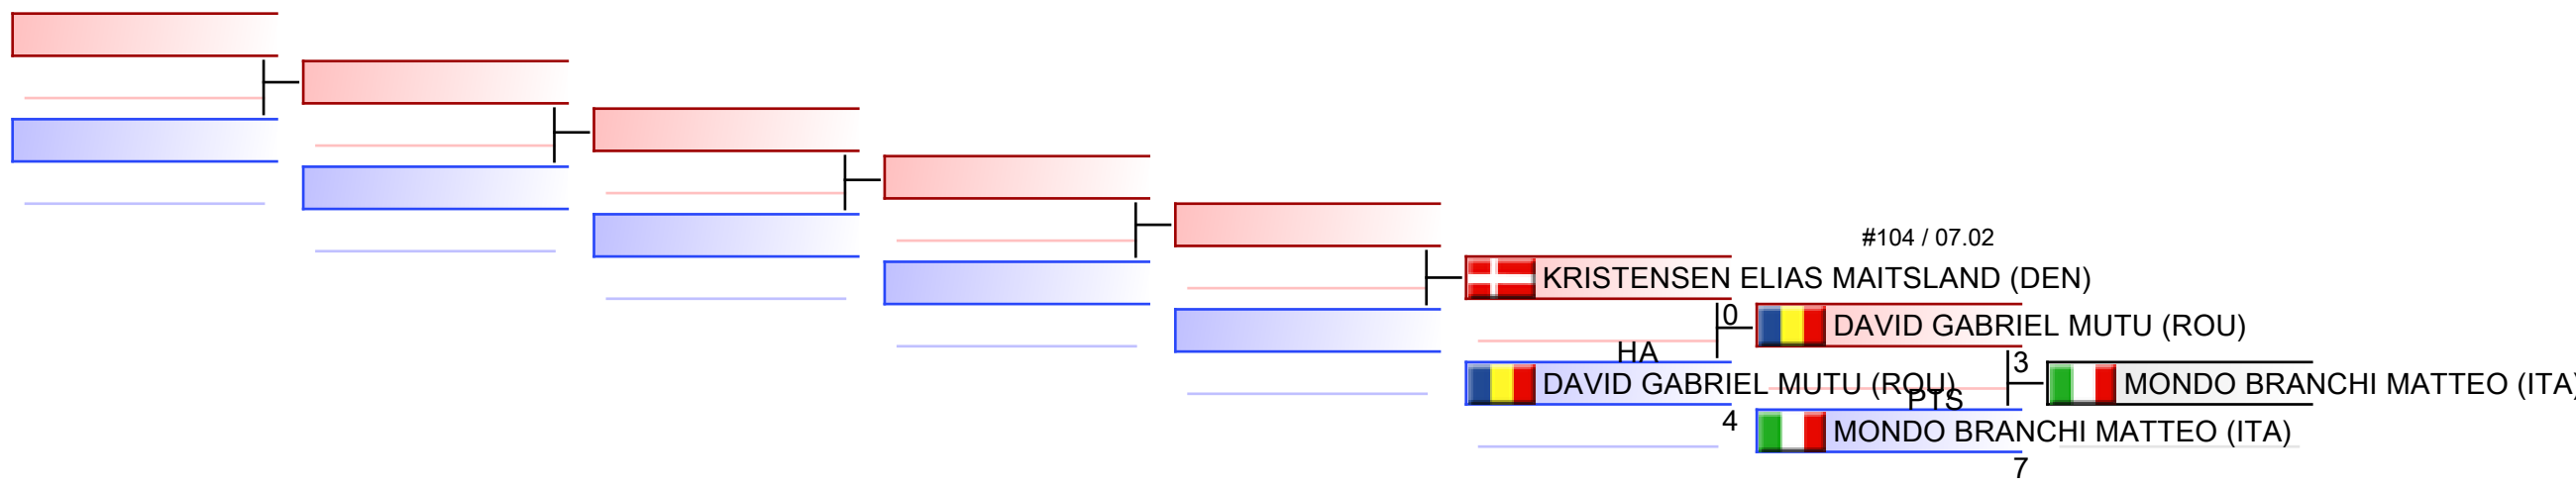 #104 / 07.02
KRISTENSEN ELIAS MAITSLAND (DEN)
0
DAVID GABRIEL MUTU (ROU)
HA
3
DAVID GABRIEL MUTU (ROU)
MONDO BRANCHI MATTEO (ITA)
PTS
4
MONDO BRANCHI MATTEO (ITA)
7